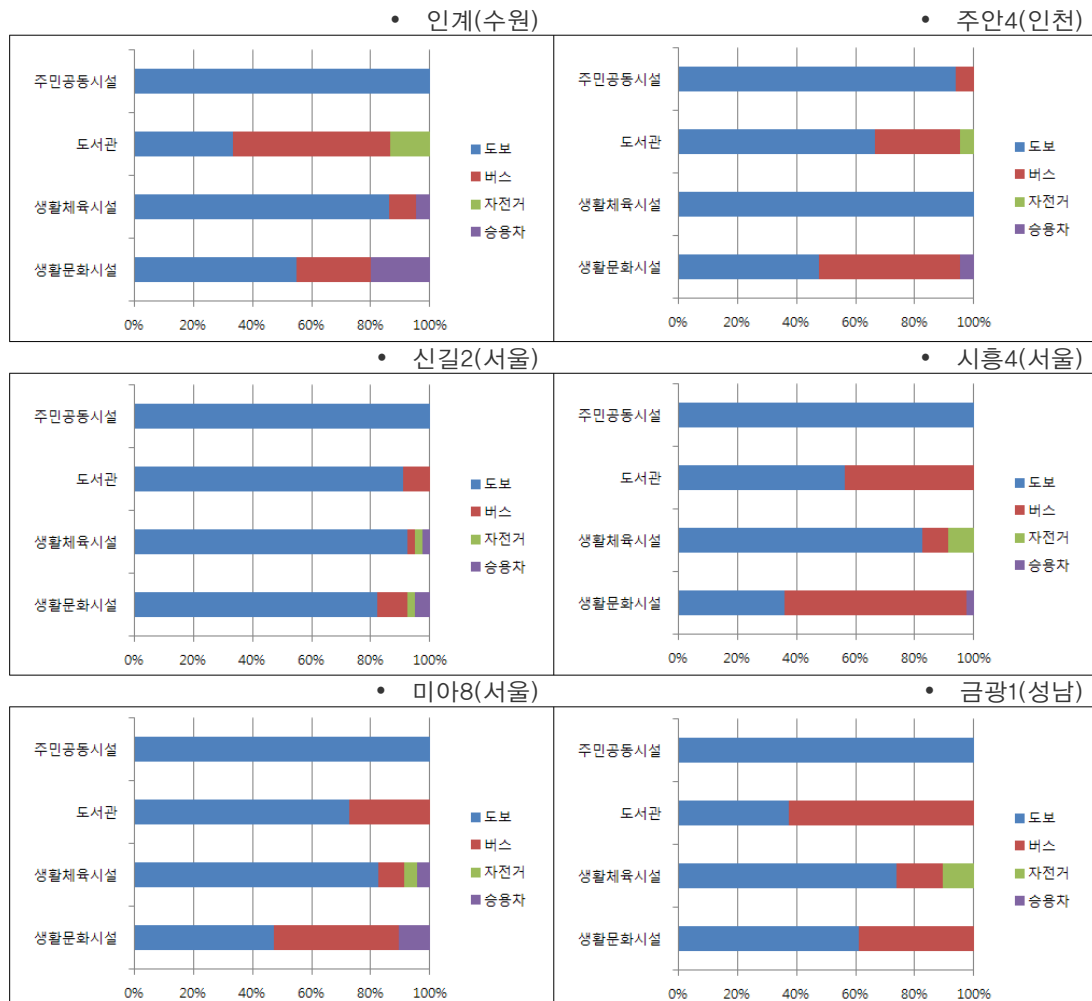 • 인계(수원)
주민공동시설
도서관
생활체육시설
생활문화시설
도보
버스
자전거
승용차
0% 20% 40% 60% 80% 100%
• 주안4(인천)
주민공동시설
도서관
생활체육시설
생활문화시설
도보
버스
자전거
승용차
0% 20% 40% 60% 80% 100%
• 신길2(서울)
주민공동시설
도서관
생활체육시설
생활문화시설
도보
버스
자전거
승용차
0% 20% 40% 60% 80% 100%
• 시흥4(서울)
주민공동시설
도서관
생활체육시설
생활문화시설
도보
버스
자전거
승용차
0% 20% 40% 60% 80% 100%
• 미아8(서울)
주민공동시설
도서관
생활체육시설
생활문화시설
도보
버스
자전거
승용차
0% 20% 40% 60% 80% 100%
• 금광1(성남)
주민공동시설
도서관
생활체육시설
생활문화시설
도보
버스
자전거
승용차
0% 20% 40% 60% 80% 100%